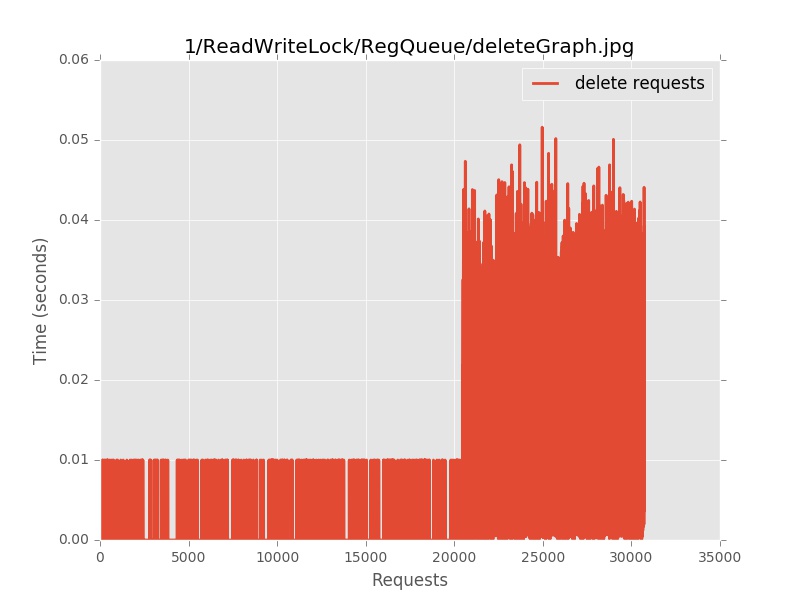 1/ReadWriteLock/RegQueue/deleteGraph.jpg
delete requests
0.06
0.05
0.04
0.03
0.02
0.01
0.00
Time (seconds)
0 5000 10000 15000 20000 25000 30000 35000
Requests